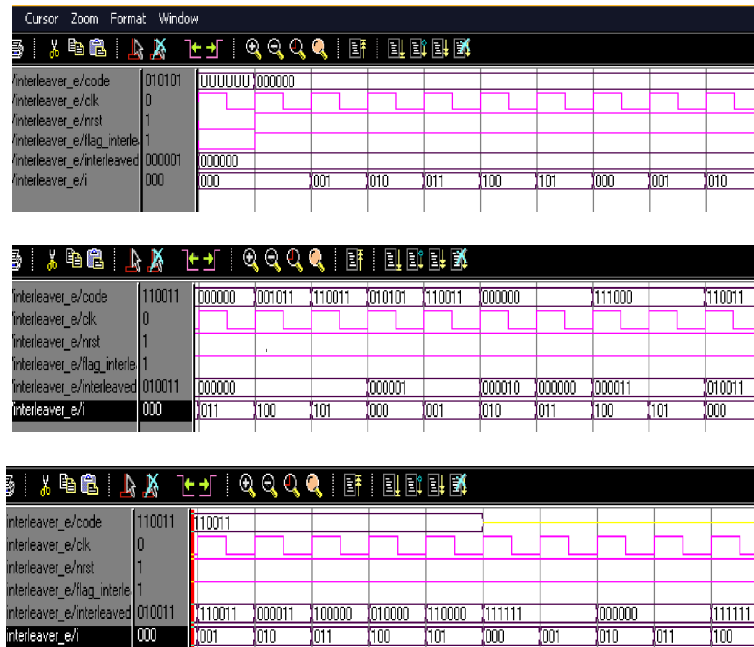 Cursor Zoom Format Window
/interleaver_e/code 010101 UUUUUU 000000
/interleaver_e/clk 0
/interleaver_e/nrst 1
/interleaver_e/flag_interle 1
/interleaver_e/interleaved 000001 000000
/interleaver_e/i 000 000 001 010 011 100 101 000 001 010
interleaver_e/code 110011 000000 001011 110011 010101 110011 000000 111000 110011
interleaver_e/clk 0
interleaver_e/nrst 1
interleaver_e/flag_interle 1
interleaver_e/interleaved 010011 000000 000001 000010 000000 000011 010011
interleaver_e/i 000 011 100 101 000 001 010 011 100 101 000
interleaver_e/code 110011 110011
interleaver_e/clk 0
interleaver_e/nrst 1
interleaver_e/flag_interle 1
interleaver_e/interleaved 010011 110011 000011 100000 010000 110000 111111 000000 111111
interleaver_e/i 000 001 010 011 100 101 000 001 010 011 100